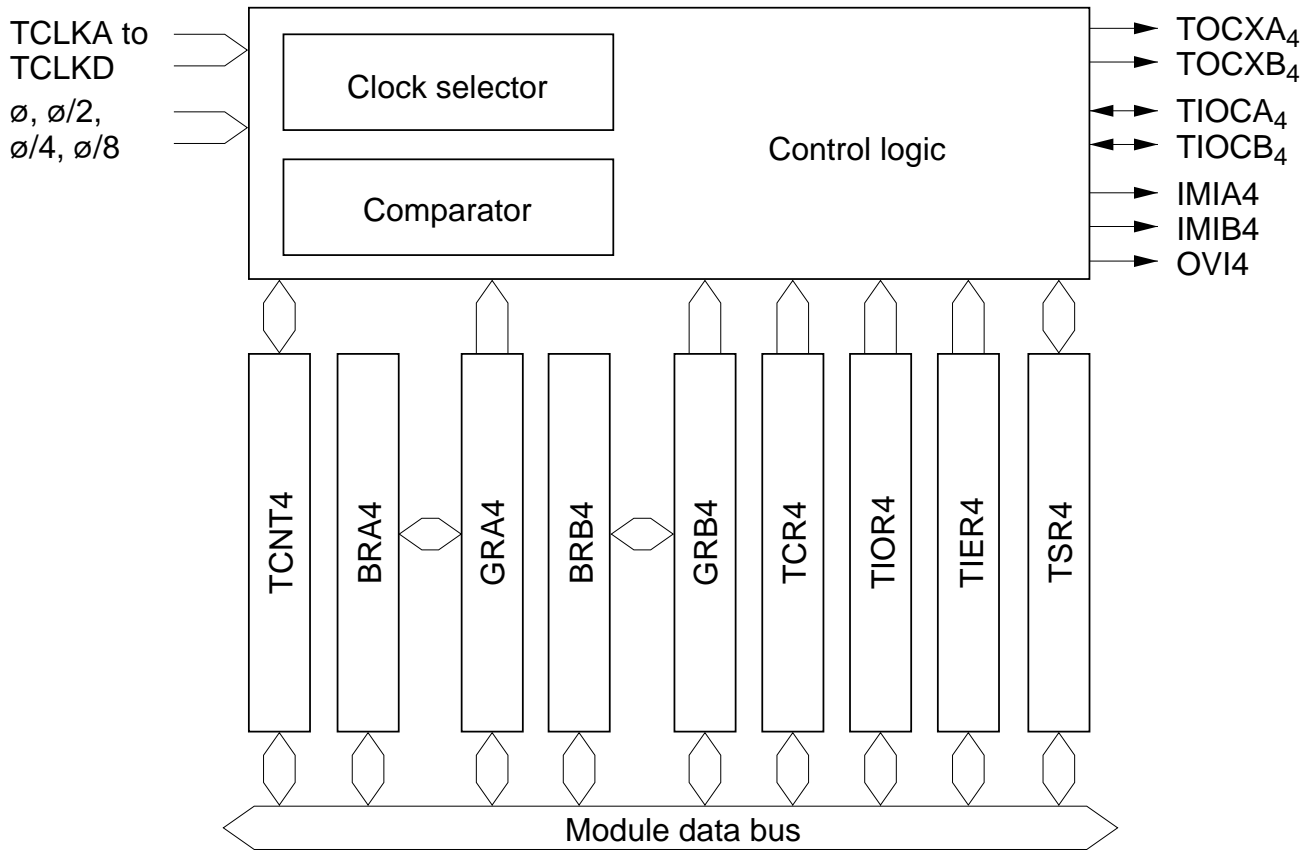 TCLKA to
TCLKD
ø, ø/2,
ø/4, ø/8
Clock selector
Comparator
Control logic
TOCXA4
TOCXB4
TIOCA4
TIOCB4
IMIA4
IMIB4
OVI4
TCNT4
BRA4
GRA4
BRB4
GRB4
TCR4
TIOR4
TIER4
TSR4
Module data bus